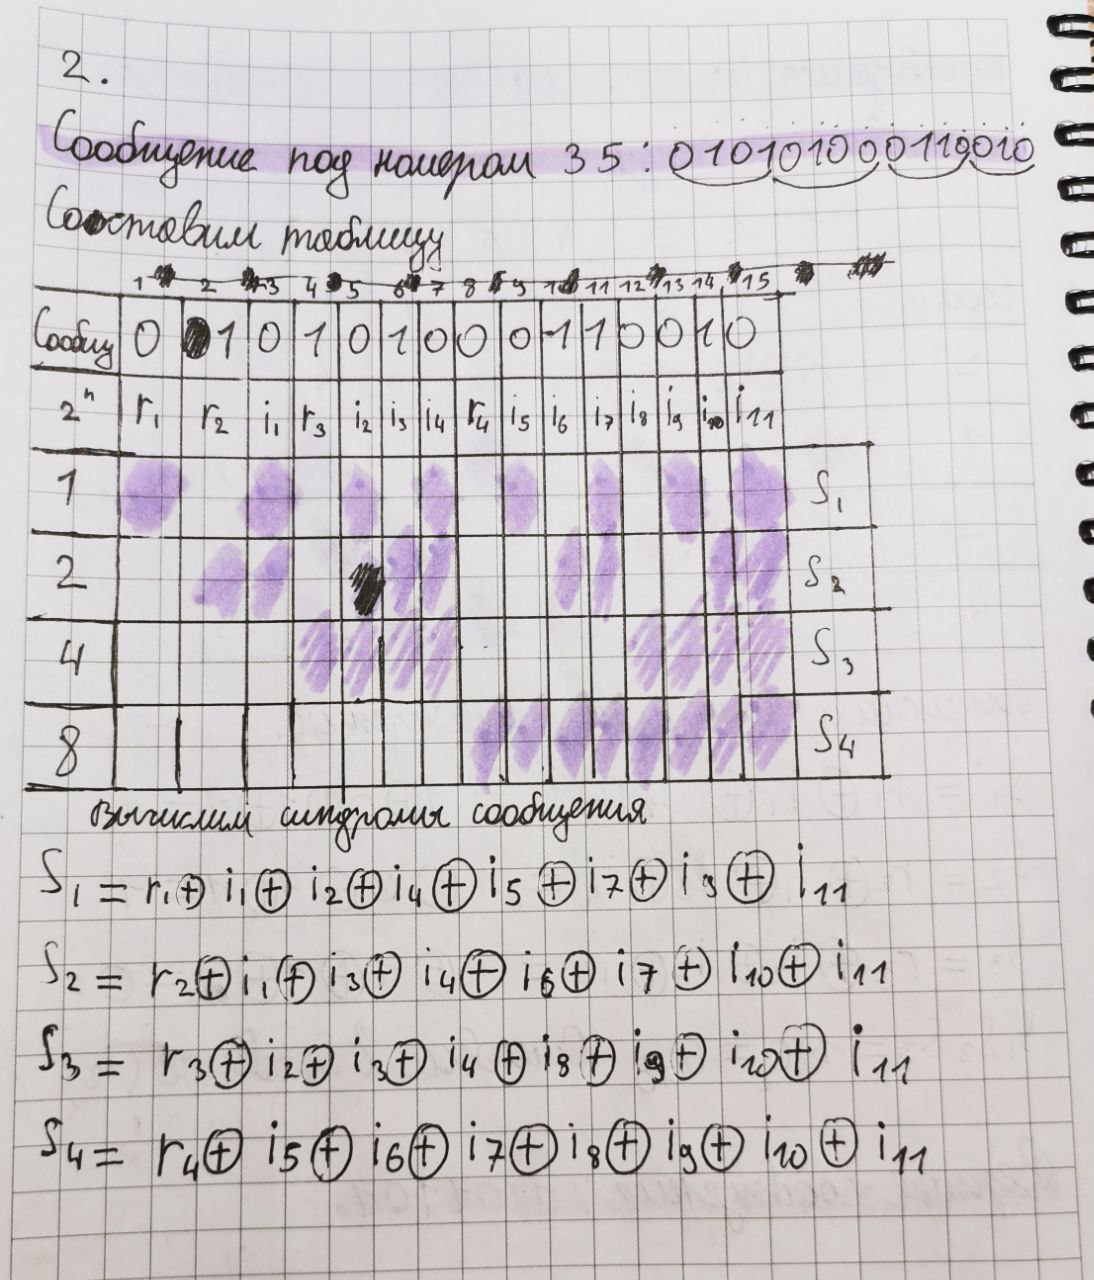 2.
Сообщение под номером 35: 010101000110010
Составим таблицу
1 2 3 4 5 6 7 8 9 10 11 12 13 14 15
Сообщ 0 1 0 1 0 1 0 0 0 1 1 0 0 1 0
2ⁿ r₁ r₂ i₁ r₃ i₂ i₃ i₄ r₄ i₅ i₆ i₇ i₈ i₉ i₁₀ i₁₁
1 S₁
2 S₂
4 S₃
8 S₄
Вычислим синдромы сообщения
S₁ = r₁ ⊕ i₁ ⊕ i₂ ⊕ i₄ ⊕ i₅ ⊕ i₇ ⊕ i₉ ⊕ i₁₁
S₂ = r₂ ⊕ i₁ ⊕ i₃ ⊕ i₄ ⊕ i₆ ⊕ i₇ ⊕ i₁₀ ⊕ i₁₁
S₃ = r₃ ⊕ i₂ ⊕ i₃ ⊕ i₄ ⊕ i₈ ⊕ i₉ ⊕ i₁₀ ⊕ i₁₁
S₄ = r₄ ⊕ i₅ ⊕ i₆ ⊕ i₇ ⊕ i₈ ⊕ i₉ ⊕ i₁₀ ⊕ i₁₁